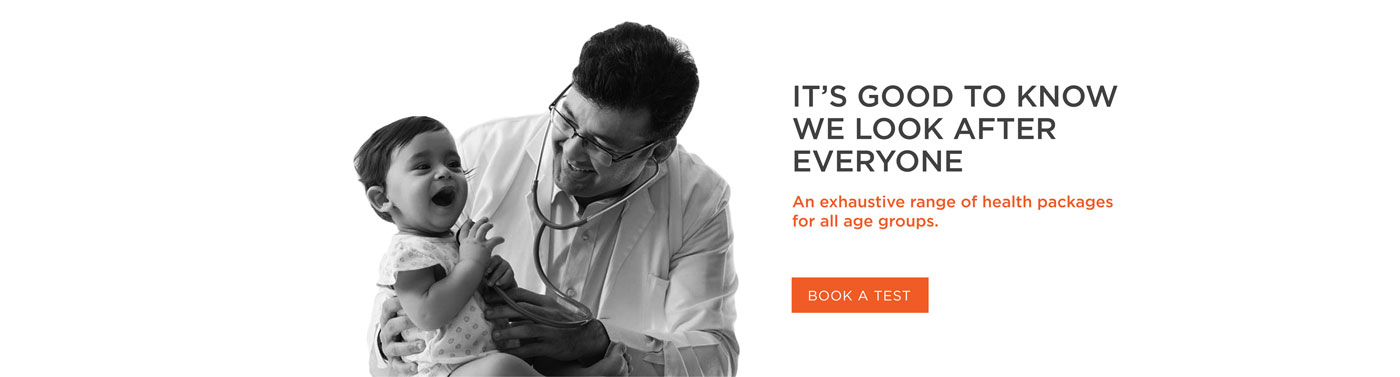 IT’S GOOD TO KNOW
WE LOOK AFTER
EVERYONE
An exhaustive range of health packages
for all age groups.
BOOK A TEST